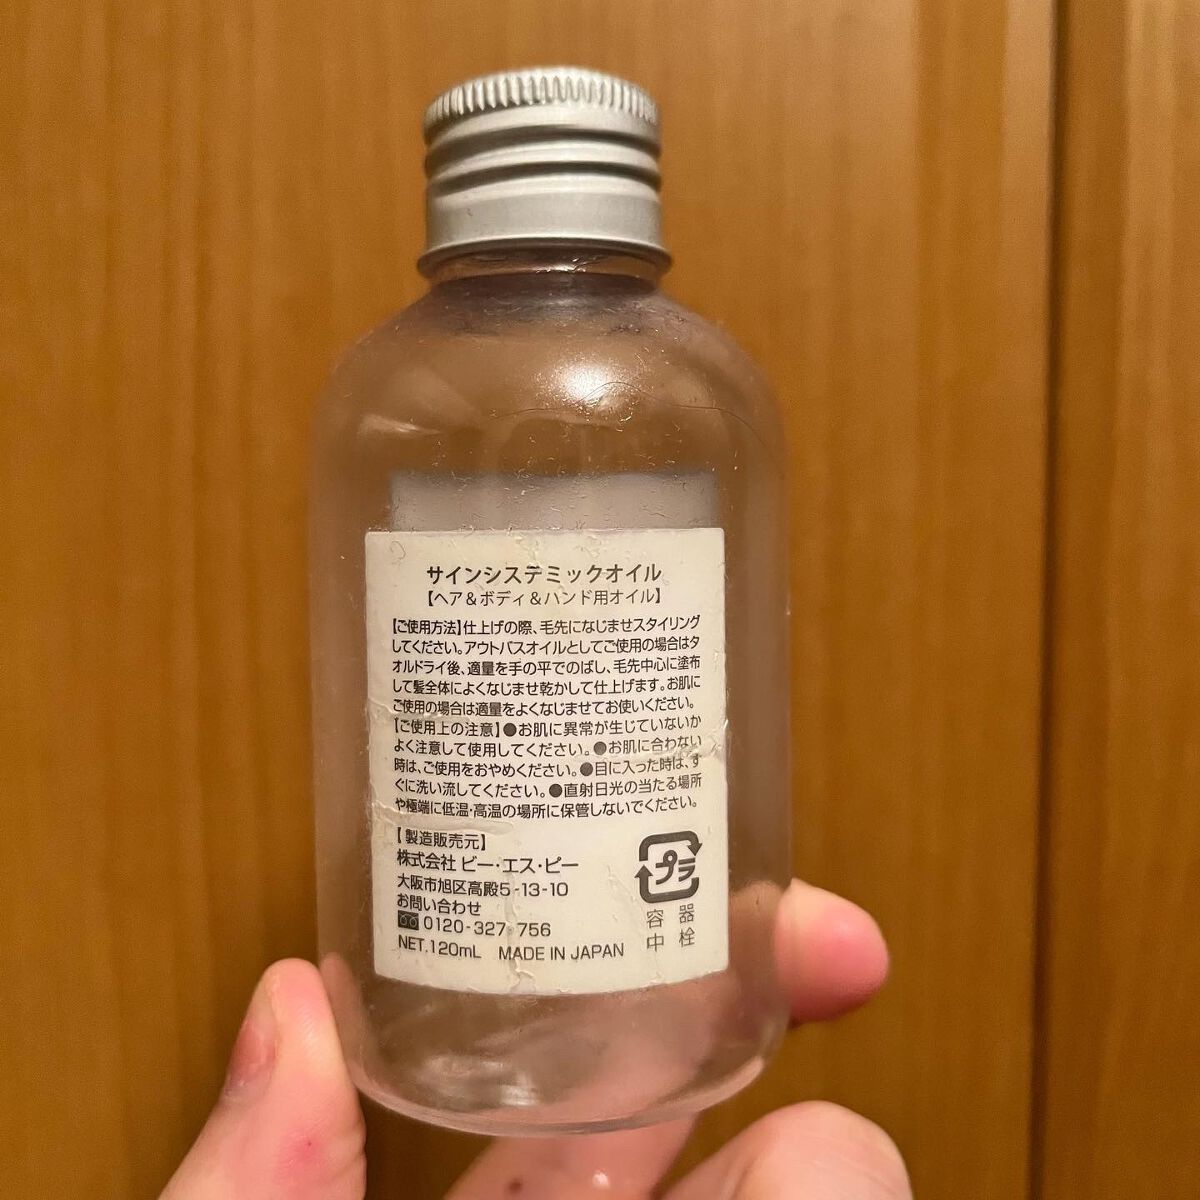 サインシステミックオイル
【ヘア＆ボディ＆ハンド用オイル】
【ご使用方法】仕上げの際、毛先になじませスタイリング
してください。アウトバスオイルとしてご使用の場合はタ
オルドライ後、適量を手の平でのばし、毛先中心に塗布
して髪全体によくなじませ乾かして仕上げます。お肌に
ご使用の場合は適量をよくなじませてお使いください。
【ご使用上の注意】●お肌に異常が生じていないか
よく注意して使用してください。●お肌に合わない
時は、ご使用をおやめください。●目に入った時は、す
ぐに洗い流してください。●直射日光の当たる場所
や極端に低温・高温の場所に保管しないでください。
【製造販売元】
株式会社 ビー・エス・ピー
大阪市旭区高殿5-13-10
お問い合わせ
0120-327-756
NET.120mL MADE IN JAPAN
プラ
容器
中栓